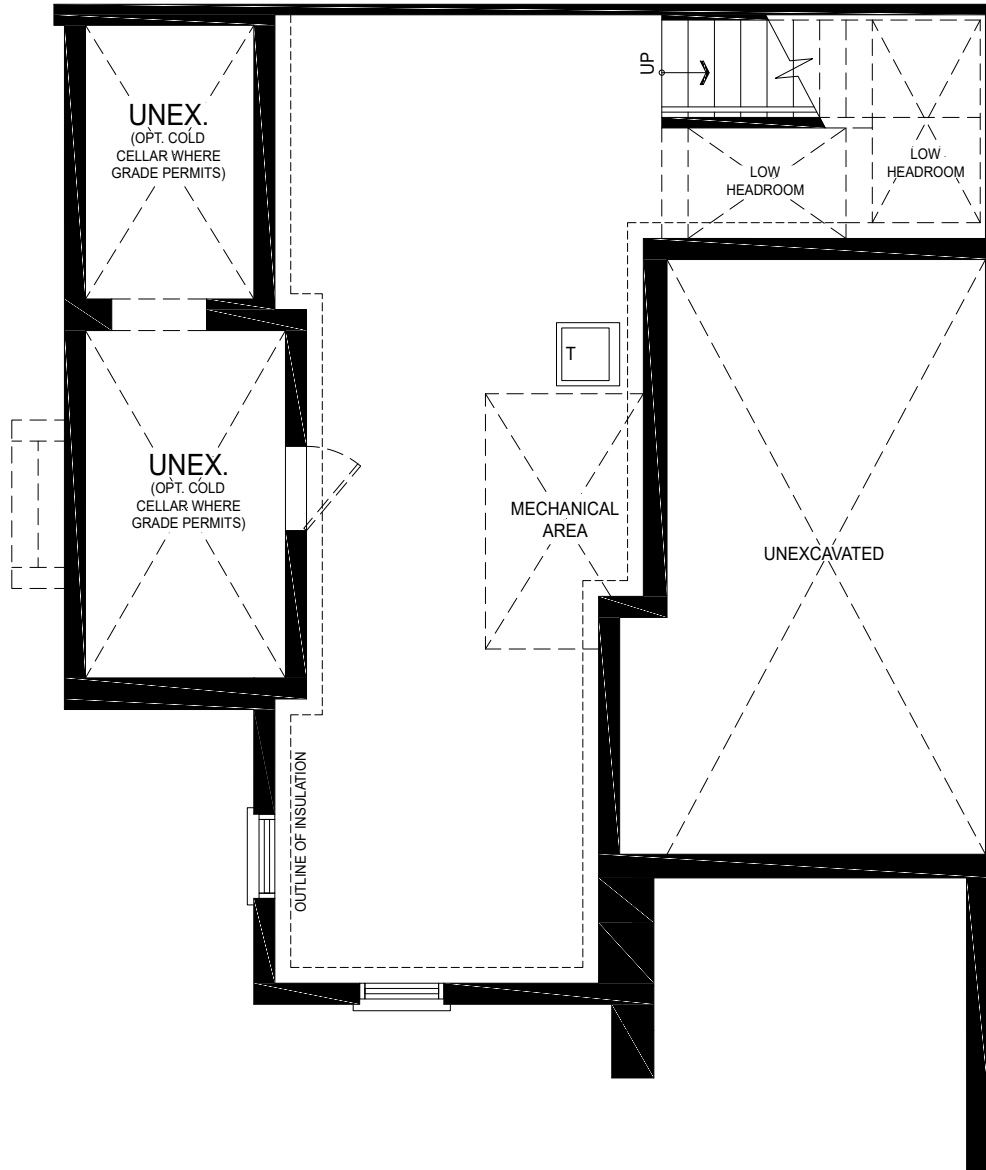 UP
UNEX.
(OPT. COLD
CELLAR WHERE
GRADE PERMITS)
LOW
HEADROOM
LOW
HEADROOM
T
UNEX.
(OPT. COLD
CELLAR WHERE
GRADE PERMITS)
MECHANICAL
AREA
UNEXCAVATED
OUTLINE OF INSULATION